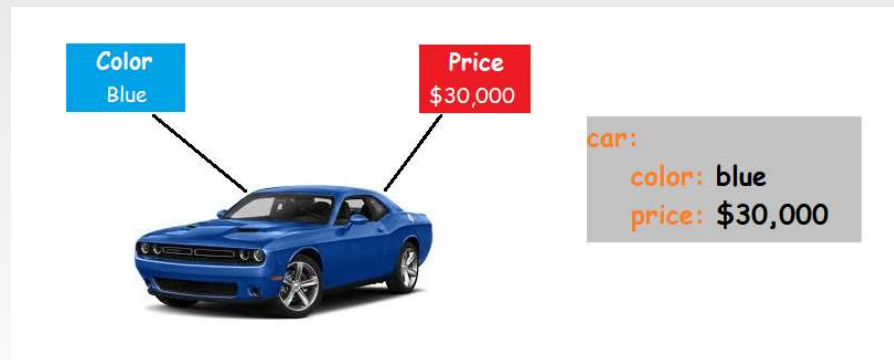 Color
Blue
Price
$30,000
car:
color: blue
price: $30,000